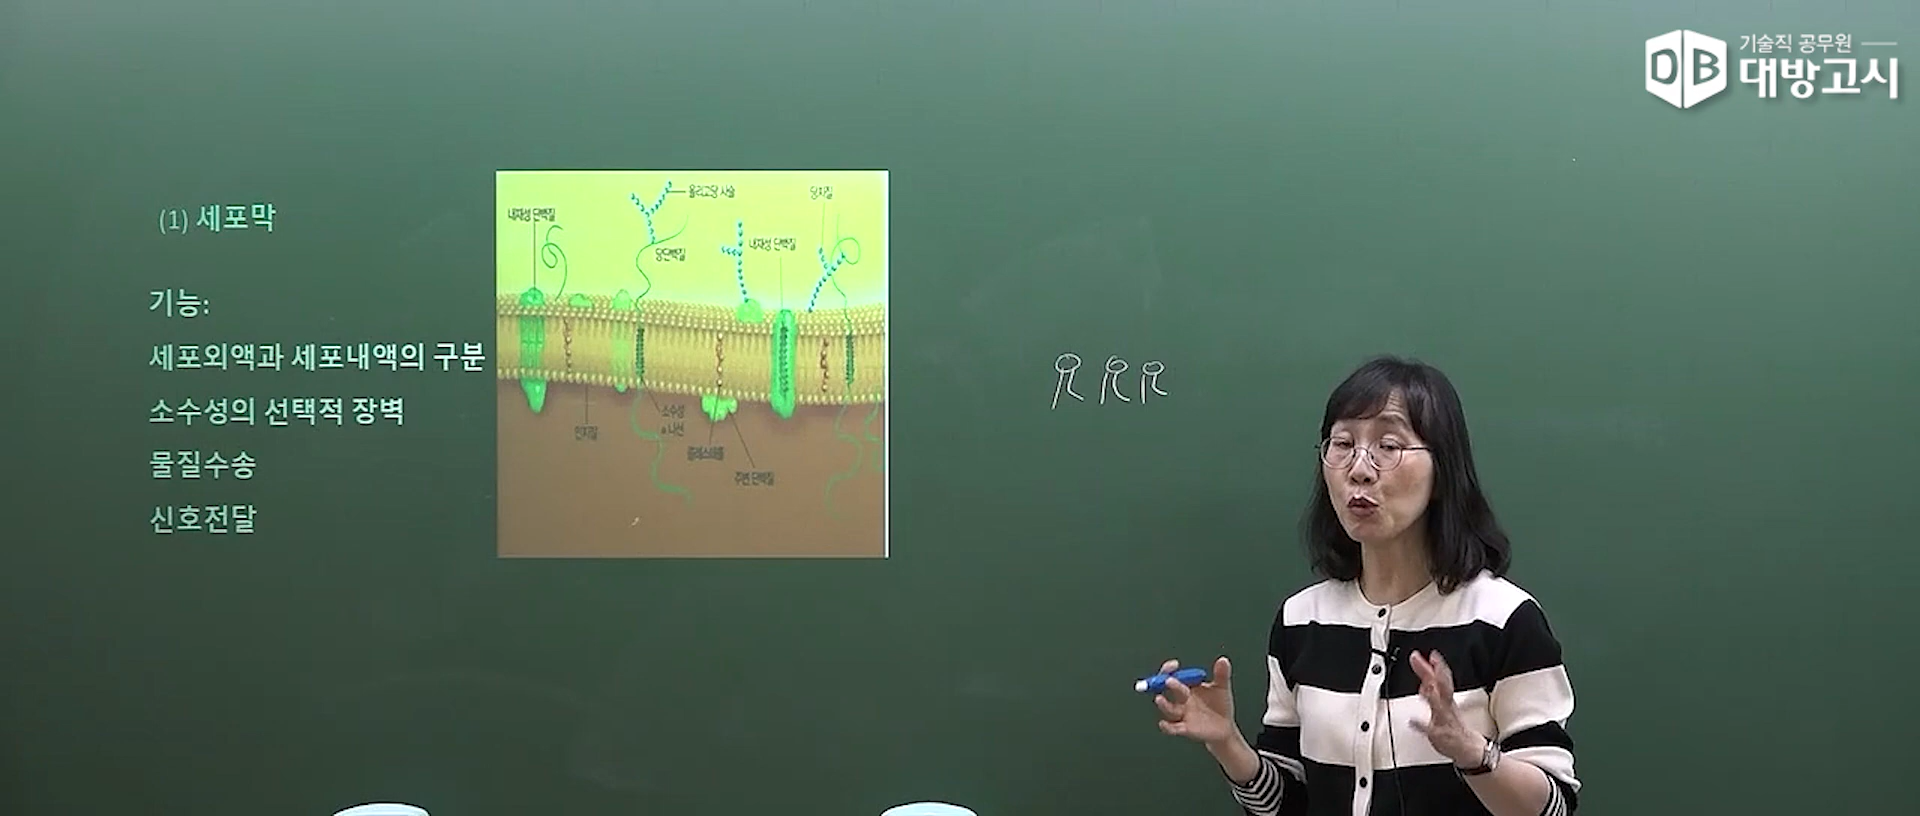 기술직 공무원
대방고시
(1) 세포막
기능:
세포외액과 세포내액의 구분
소수성의 선택적 장벽
물질수송
신호전달
올리고당 사슬
당지질
내재성 단백질
당단백질
내재성 단백질
소수성
α 나선
인지질
콜레스테롤
주변 단백질